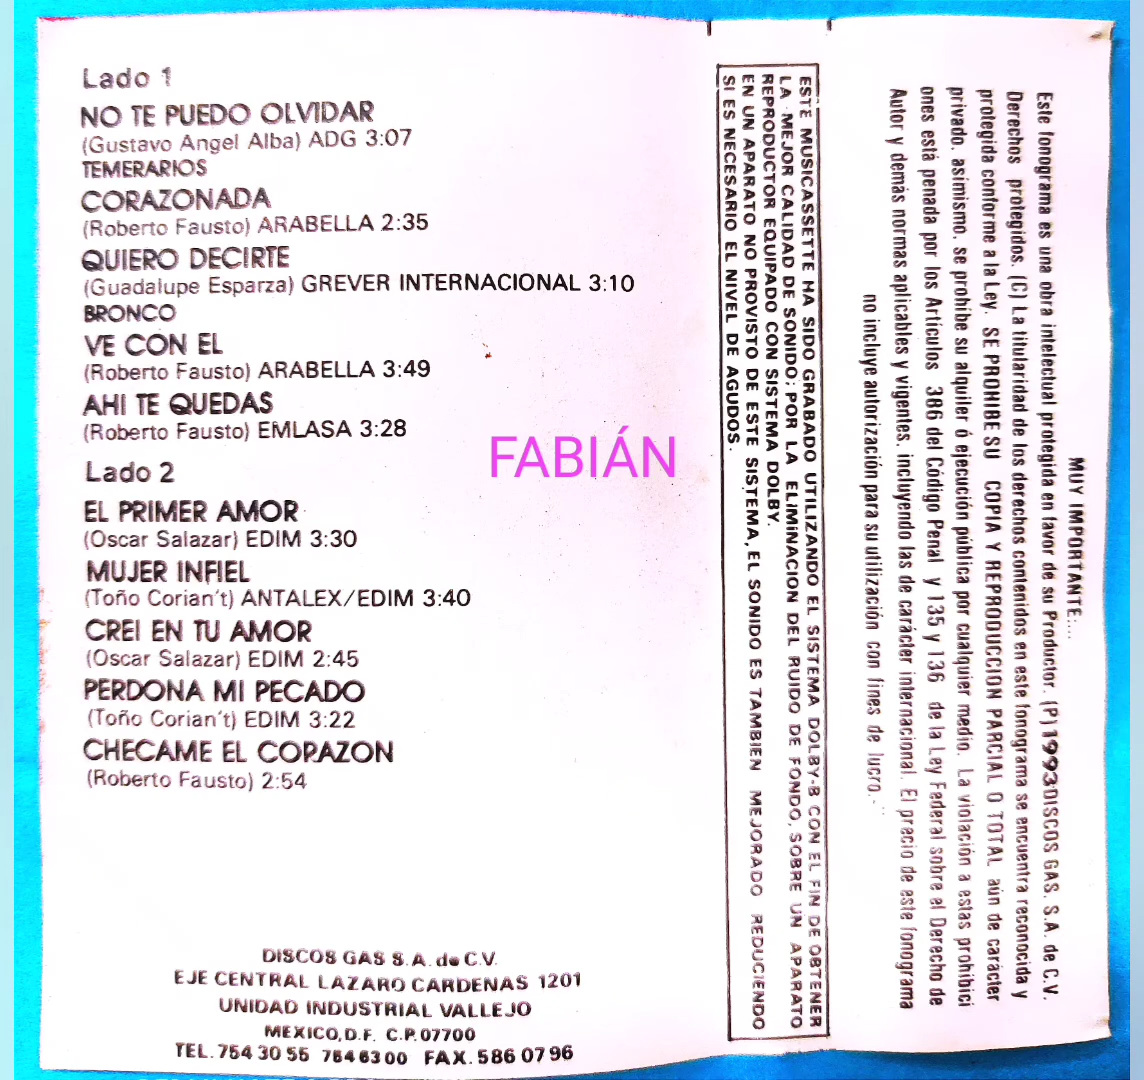 Lado 1
NO TE PUEDO OLVIDAR
(Gustavo Angel Alba) ADG 3:07
TEMERARIOS
CORAZONADA
(Roberto Fausto) ARABELLA 2:35
QUIERO DECIRTE
(Guadalupe Esparza) GREVER INTERNACIONAL 3:10
BRONCO
VE CON EL
(Roberto Fausto) ARABELLA 3:49
AHI TE QUEDAS
(Roberto Fausto) EMLASA 3:28
Lado 2
EL PRIMER AMOR
(Oscar Salazar) EDIM 3:30
MUJER INFIEL
(Toño Corian't) ANTALEX/EDIM 3:40
CREI EN TU AMOR
(Oscar Salazar) EDIM 2:45
PERDONA MI PECADO
(Toño Corian't) EDIM 3:22
CHECAME EL CORAZON
(Roberto Fausto) 2:54
DISCOS GAS S.A. de C.V.
EJE CENTRAL LAZARO CARDENAS 1201
UNIDAD INDUSTRIAL VALLEJO
MEXICO, D.F. C.P. 07700
TEL. 754 30 55 754 63 00 FAX. 586 07 96
FABIÁN
ESTE MUSICASSETTE HA SIDO GRABADO UTILIZANDO EL SISTEMA DOLBY-B CON EL FIN DE OBTENER
LA MEJOR CALIDAD DE SONIDO; POR LA ELIMINACION DEL RUIDO DE FONDO, SOBRE UN APARATO
REPRODUCTOR EQUIPADO CON SISTEMA DOLBY.
EN UN APARATO NO PROVISTO DE ESTE SISTEMA, EL SONIDO ES TAMBIEN MEJORADO REDUCIENDO
SI ES NECESARIO EL NIVEL DE AGUDOS.
MUY IMPORTANTE:...
Este fonograma es una obra intelectual protegida en favor de su Productor. (P)1993 DISCOS GAS. S.A. de C.V.
Derechos protegidos. (C) La titularidad de los derechos contenidos en este fonograma se encuentra reconocida y
protegida conforme a la Ley. SE PROHIBE SU COPIA Y REPRODUCCION PARCIAL O TOTAL aún de carácter
privado, asimismo, se prohibe su alquiler ó ejecución pública por cualquier medio. La violación a estas prohibici
ones está penada por los Artículos 386 del Código Penal y 135 y 136 de la Ley Federal sobre el Derecho de
Autor y demás normas aplicables y vigentes, incluyendo las de carácter internacional. El precio de este fonograma
no incluye autorización para su utilización con fines de lucro.-